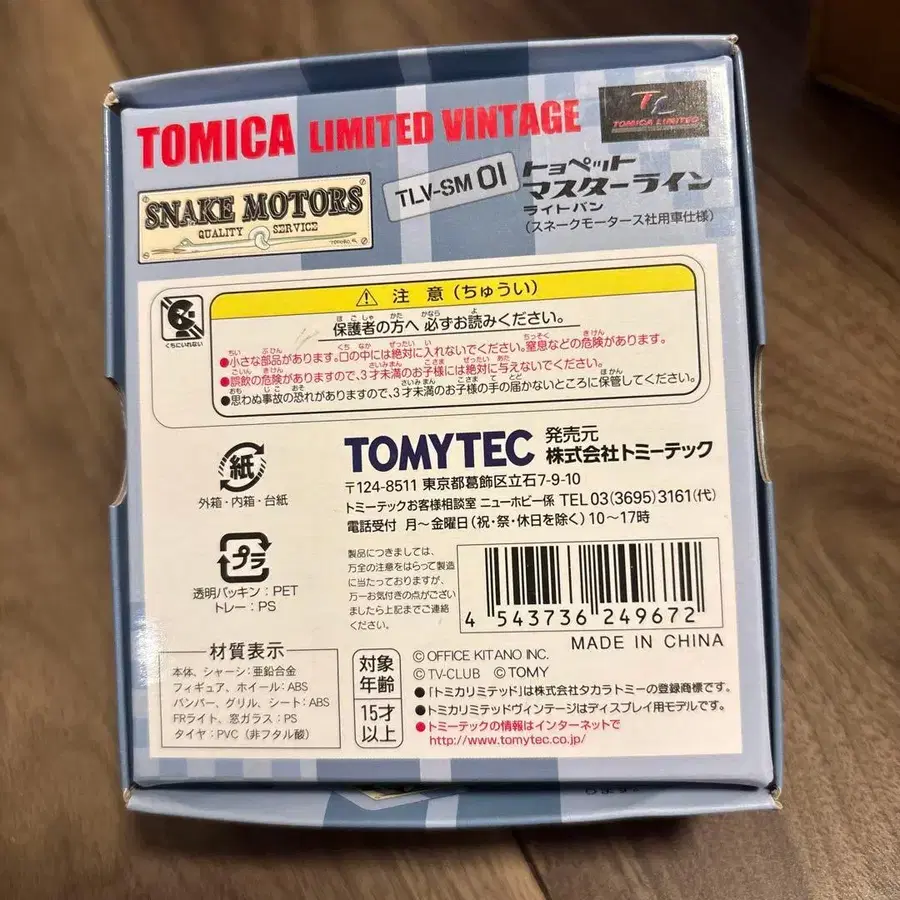 TOMICA LIMITED VINTAGE
TOMICA LIMITED
SNAKE MOTORS
QUALITY SERVICE
TLV-SM 01
トヨペット
マスターライン
ライトバン
(スネークモータース社用車仕様)
くちにいれない
注意(ちゅうい)
保護者の方へ必ずお読みください。
●小さな部品があります。口の中には絶対に入れないでください。窒息などの危険があります。
●誤飲の危険がありますので、3才未満のお子様には絶対に与えないでください。
●思わぬ事故の恐れがありますので、3才未満のお子様の手の届かないところに保管してください。
紙
外箱・内箱・台紙
プラ
透明パッキン:PET
トレー:PS
TOMYTEC 発売元 株式会社トミーテック
〒124-8511 東京都葛飾区立石7-9-10
トミーテックお客様相談室 ニューホビー係 TEL 03(3695)3161(代)
電話受付 月~金曜日(祝・祭・休日を除く)10~17時
製品につきましては、
万全の注意をはらって製造
に当たっておりますが、
万一お気付きの点がござい
ましたら上記までご連絡
ください。
4 543736 249672
MADE IN CHINA
材質表示
本体、シャーシ:亜鉛合金
フィギュア、ホイール:ABS
バンパー、グリル、シート:ABS
FRライト、窓ガラス:PS
タイヤ:PVC(非フタル酸)
対象
年齢
15才
以上
© OFFICE KITANO INC.
© TV-CLUB © TOMY
●「トミカリミテッド」は株式会社タカラトミーの登録商標です。
●トミカリミテッドヴィンテージはディスプレイ用モデルです。
●トミーテックの情報はインターネットで
http://www.tomytec.co.jp/